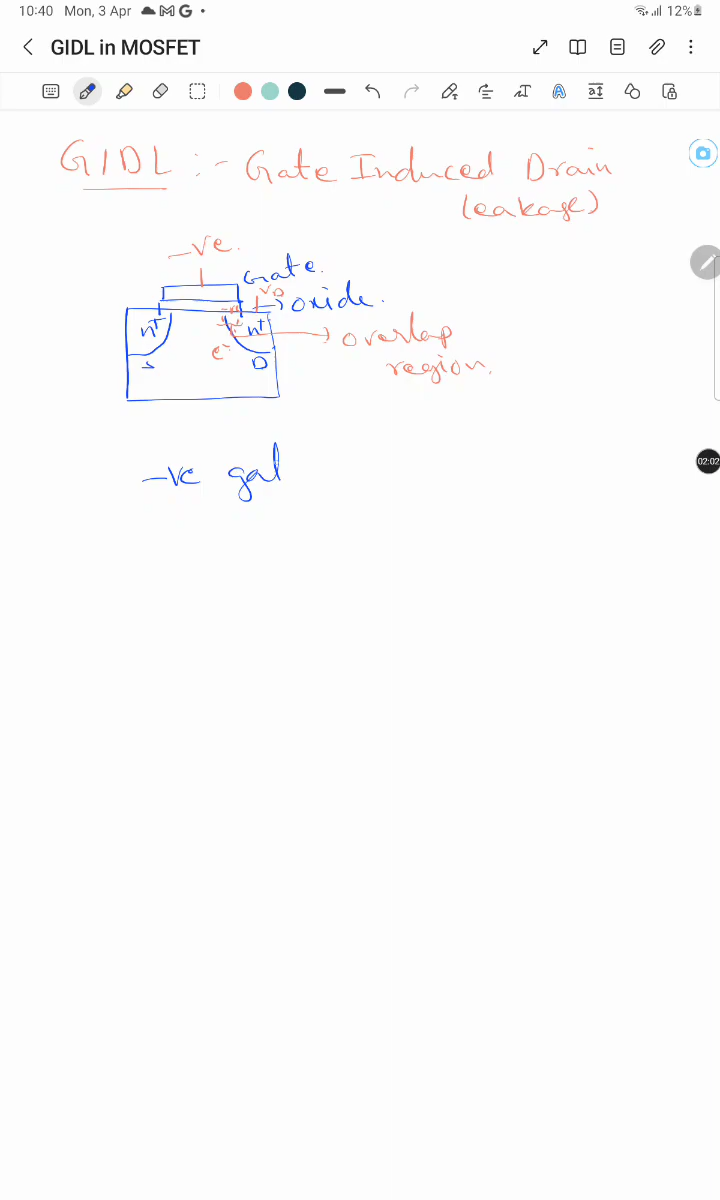 10:40 Mon, 3 Apr
12%
GIDL in MOSFET
GIDL :- Gate Induced Drain
leakage)
-ve.
Gate.
VD
oxide.
n+
n+
overlap
e-
D
region.
-ve gal
02:02